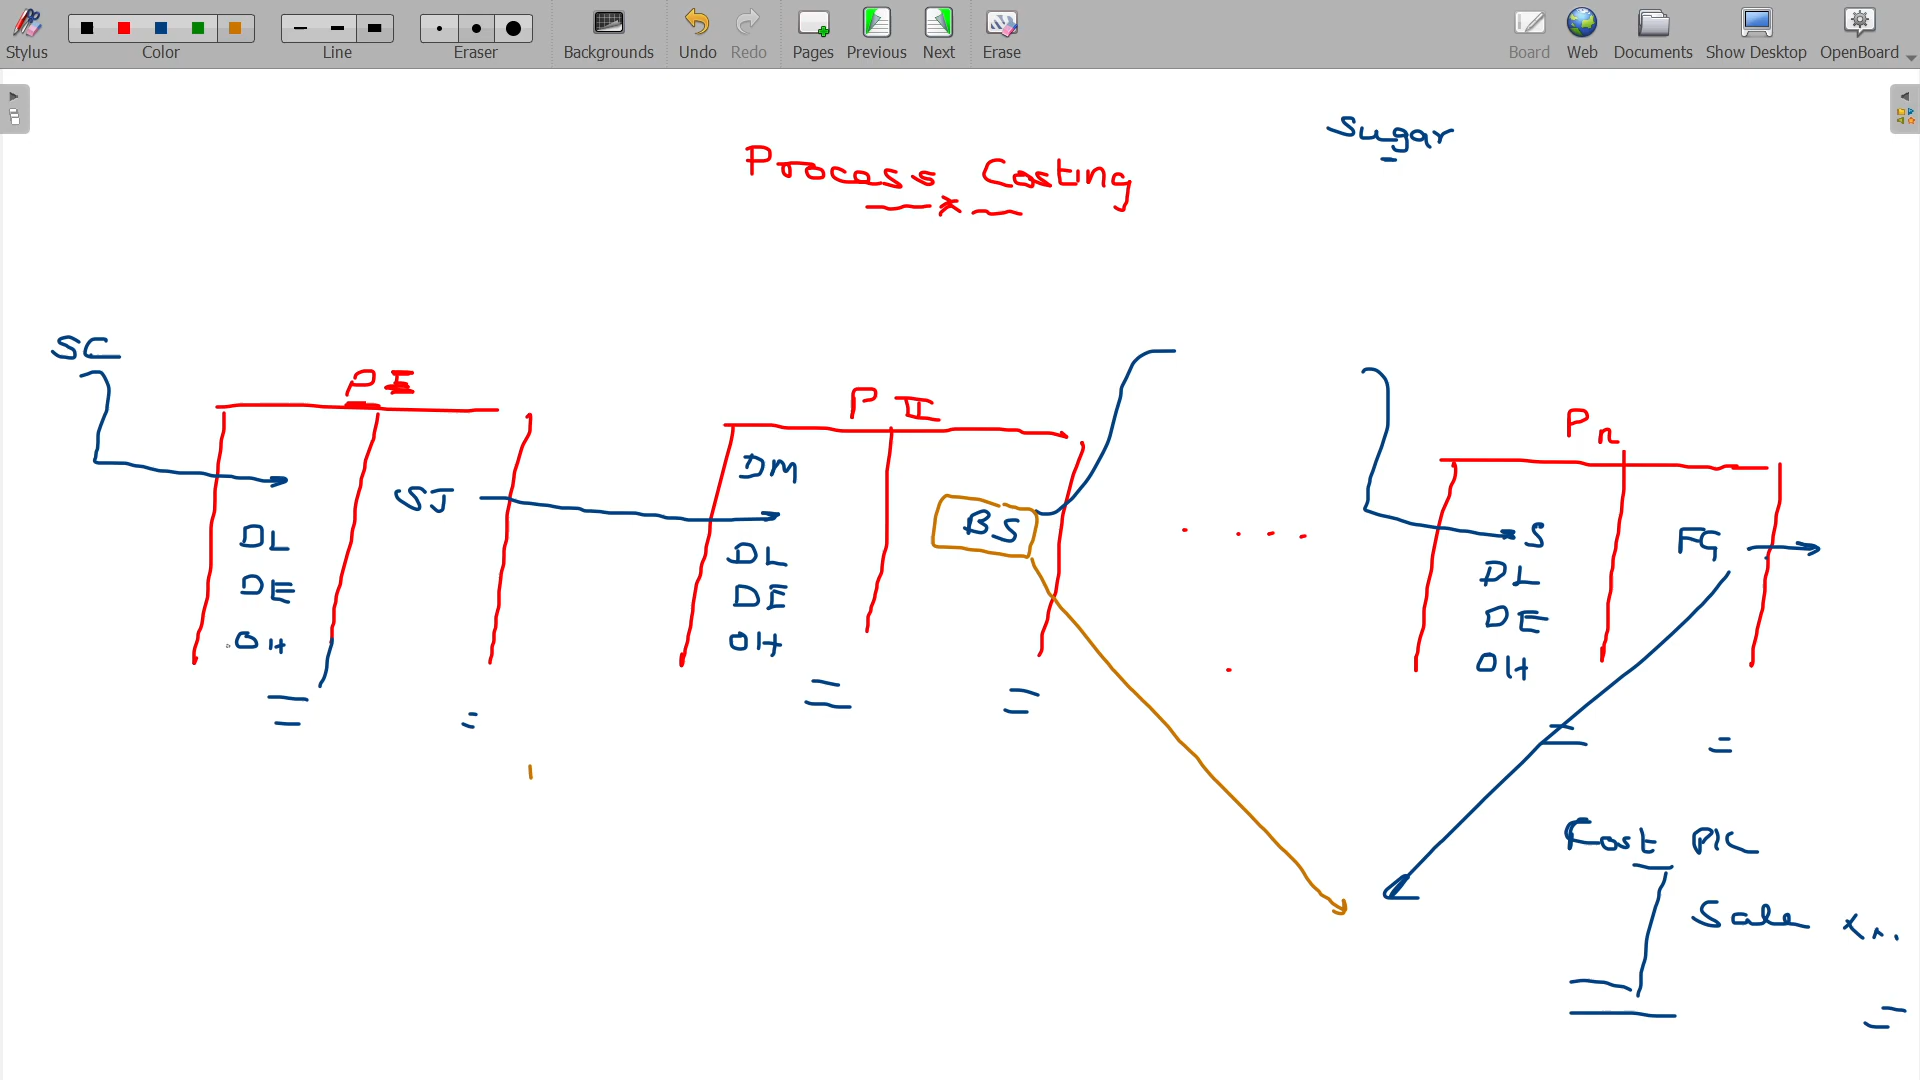 Stylus
Color
Line
Eraser
Backgrounds
Undo
Redo
Pages
Previous
Next
Erase
Board
Web
Documents
Show Desktop
OpenBoard
Sugar
Process Costing
SC
P I
P II
P n
DM
SJ
BS
S
FG
DL
DE
OH
DL
DE
OH
DL
DE
OH
Cost
Sale